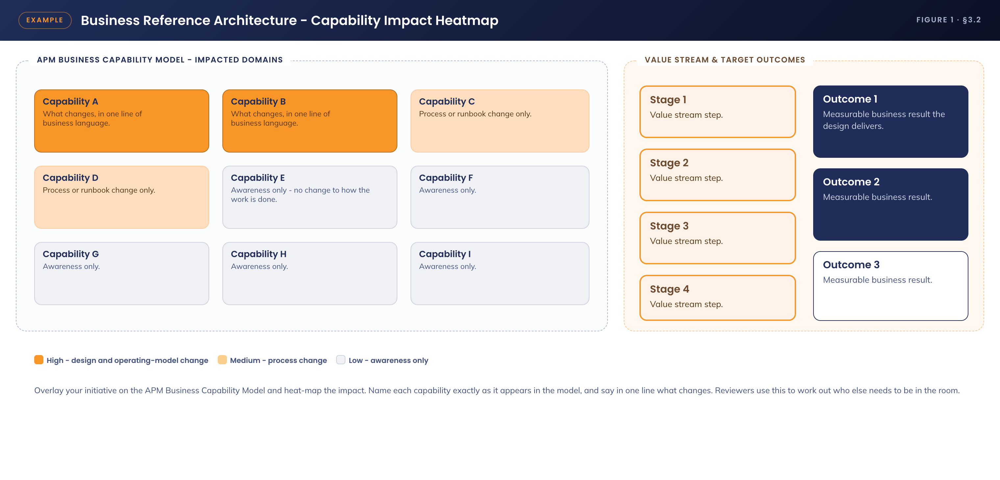 EXAMPLE
Business Reference Architecture - Capability Impact Heatmap
FIGURE 1 · §3.2
APM BUSINESS CAPABILITY MODEL - IMPACTED DOMAINS
Capability A
What changes, in one line of
business language.
Capability B
What changes, in one line of
business language.
Capability C
Process or runbook change only.
Capability D
Process or runbook change only.
Capability E
Awareness only - no change to how the
work is done.
Capability F
Awareness only.
Capability G
Awareness only.
Capability H
Awareness only.
Capability I
Awareness only.
VALUE STREAM & TARGET OUTCOMES
Stage 1
Value stream step.
Stage 2
Value stream step.
Stage 3
Value stream step.
Stage 4
Value stream step.
Outcome 1
Measurable business result the
design delivers.
Outcome 2
Measurable business result.
Outcome 3
Measurable business result.
High - design and operating-model change
Medium - process change
Low - awareness only
Overlay your initiative on the APM Business Capability Model and heat-map the impact. Name each capability exactly as it appears in the model, and say in one line what changes. Reviewers use this to work out who else needs to be in the room.